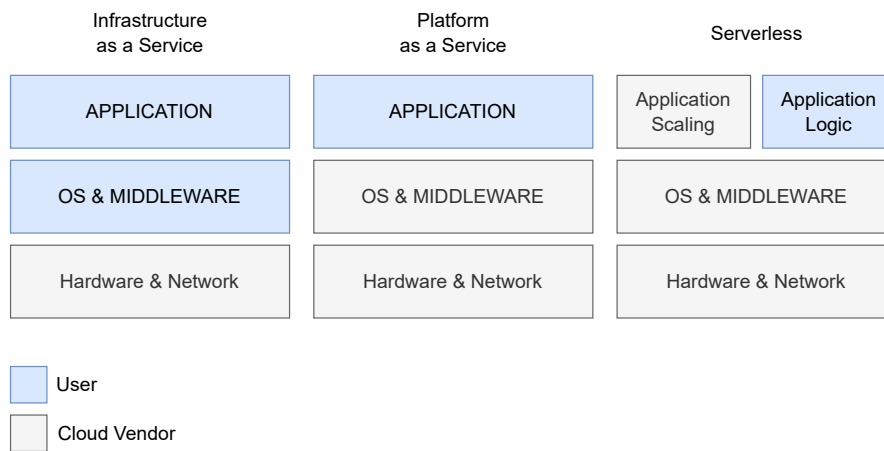 Infrastructure
as a Service
Platform
as a Service
Serverless
APPLICATION
APPLICATION
Application
Scaling
Application
Logic
OS & MIDDLEWARE
OS & MIDDLEWARE
OS & MIDDLEWARE
Hardware & Network
Hardware & Network
Hardware & Network
User
Cloud Vendor